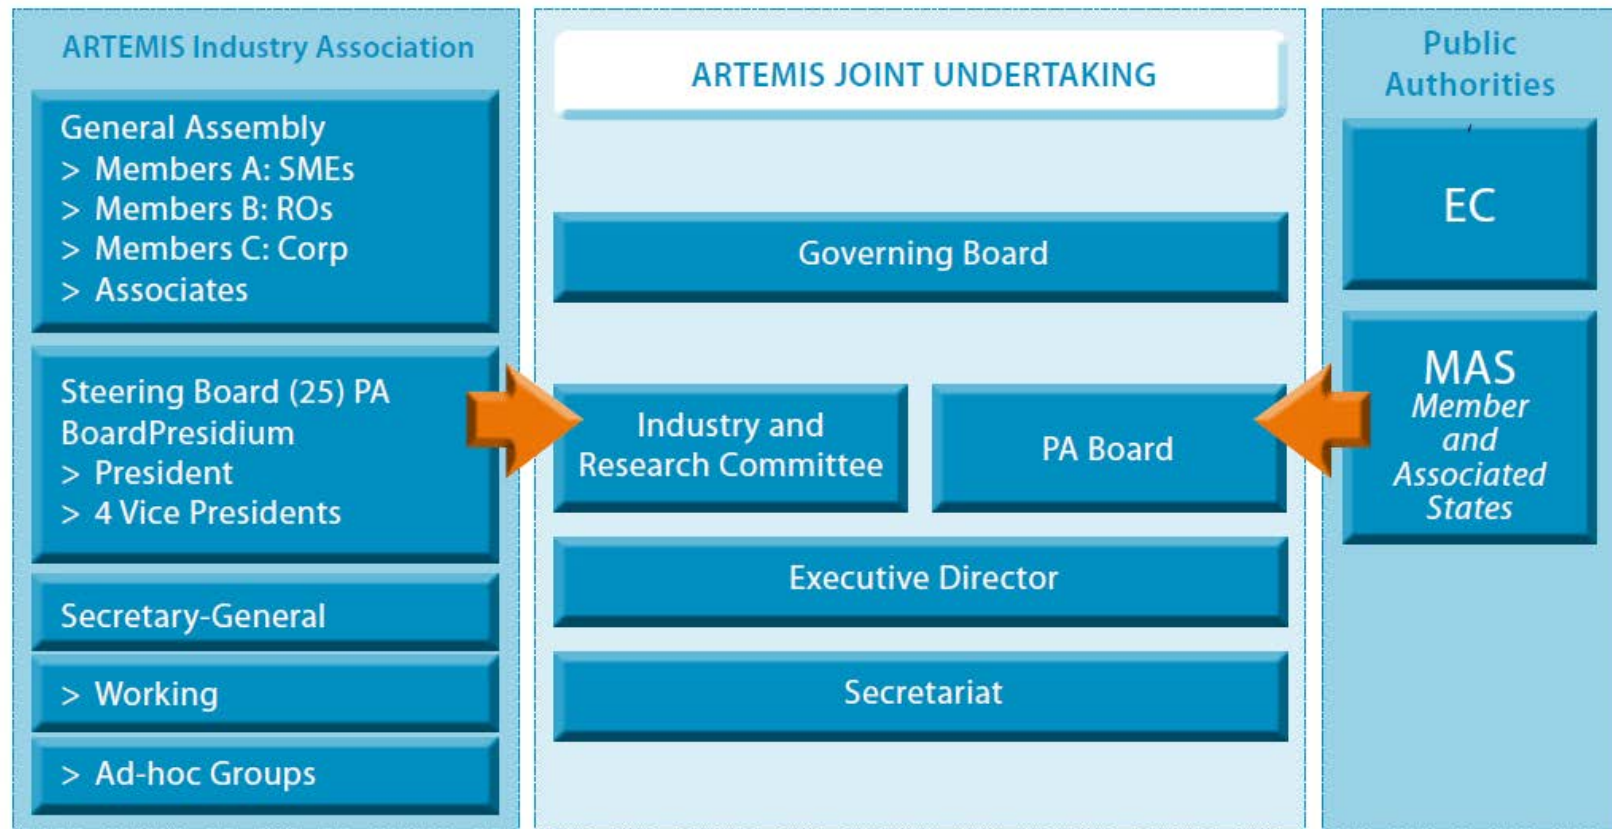 ARTEMIS Industry Association
General Assembly
> Members A: SMEs
> Members B: ROs
> Members C: Corp
> Associates
Steering Board (25) PA
BoardPresidium
> President
> 4 Vice Presidents
Secretary-General
> Working
> Ad-hoc Groups
ARTEMIS JOINT UNDERTAKING
Governing Board
Industry and
Research Committee
PA Board
Executive Director
Secretariat
Public
Authorities
EC
MAS
Member
and
Associated
States